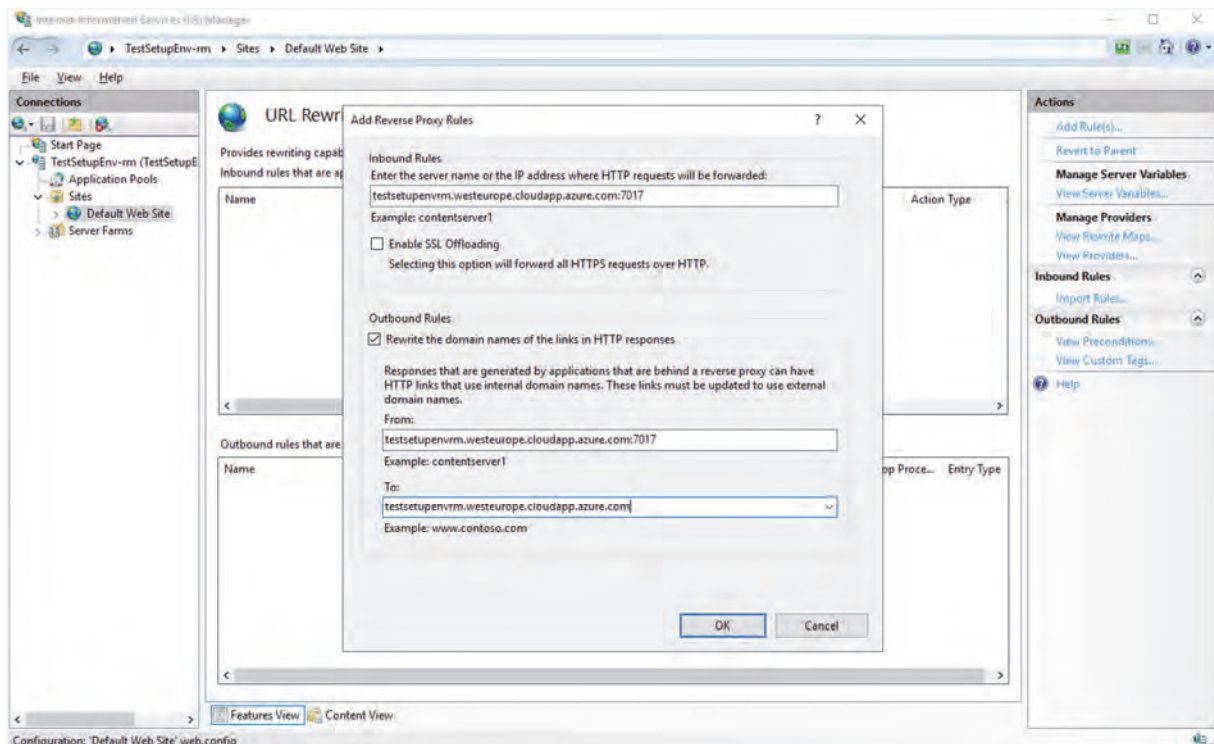 Internet Information Services (IIS) Manager
TestSetupEnv-rm Sites Default Web Site
File View Help
Connections
Start Page
TestSetupEnv-rm (TestSetupE
Application Pools
Sites
Default Web Site
Server Farms
URL Rewr
Provides rewriting capab
Inbound rules that are ap
Name
Action Type
Outbound rules that are
Name
op Proce... Entry Type
Add Reverse Proxy Rules
Inbound Rules
Enter the server name or the IP address where HTTP requests will be forwarded:
testsetupenvrm.westeurope.cloudapp.azure.com:7017
Example: contentserver1
Enable SSL Offloading
Selecting this option will forward all HTTPS requests over HTTP.
Outbound Rules
Rewrite the domain names of the links in HTTP responses
Responses that are generated by applications that are behind a reverse proxy can have
HTTP links that use internal domain names. These links must be updated to use external
domain names.
From:
testsetupenvrm.westeurope.cloudapp.azure.com:7017
Example: contentserver1
To:
testsetupenvrm.westeurope.cloudapp.azure.com
Example: www.contoso.com
OK Cancel
Features View Content View
Actions
Add Rule(s)...
Revert to Parent
Manage Server Variables
View Server Variables...
Manage Providers
View Rewrite Maps...
View Providers...
Inbound Rules
Import Rules...
Outbound Rules
View Preconditions...
View Custom Tags...
Help
Configuration: 'Default Web Site' web.config